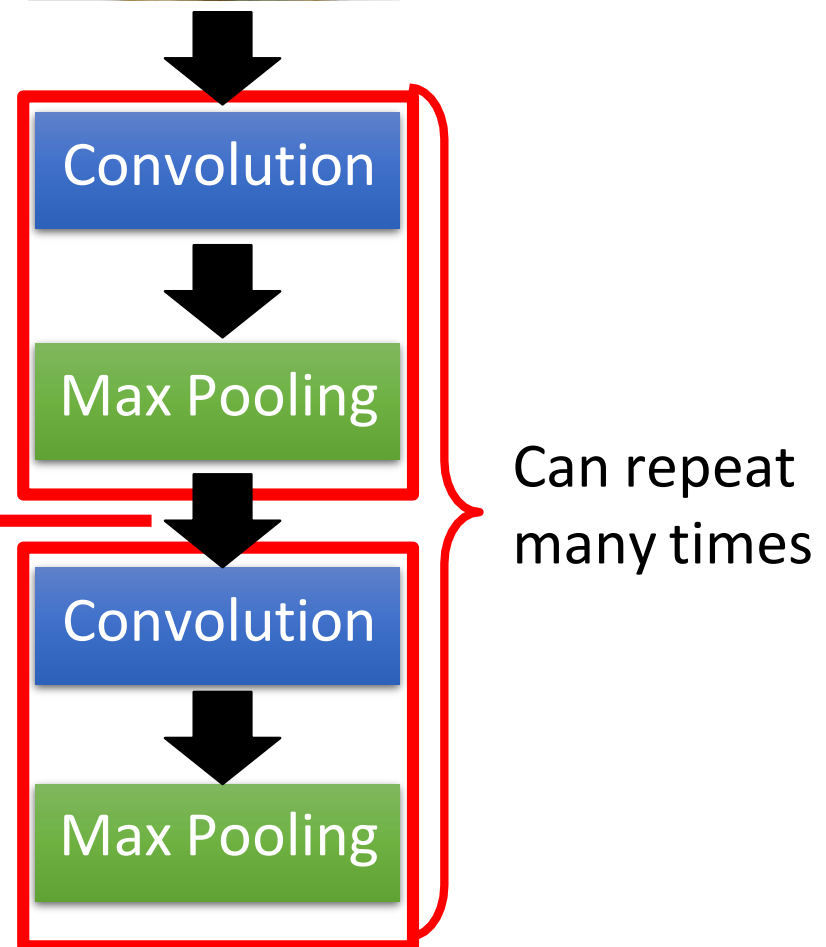 Convolution
Max Pooling
Can repeat
many times
Convolution
Max Pooling